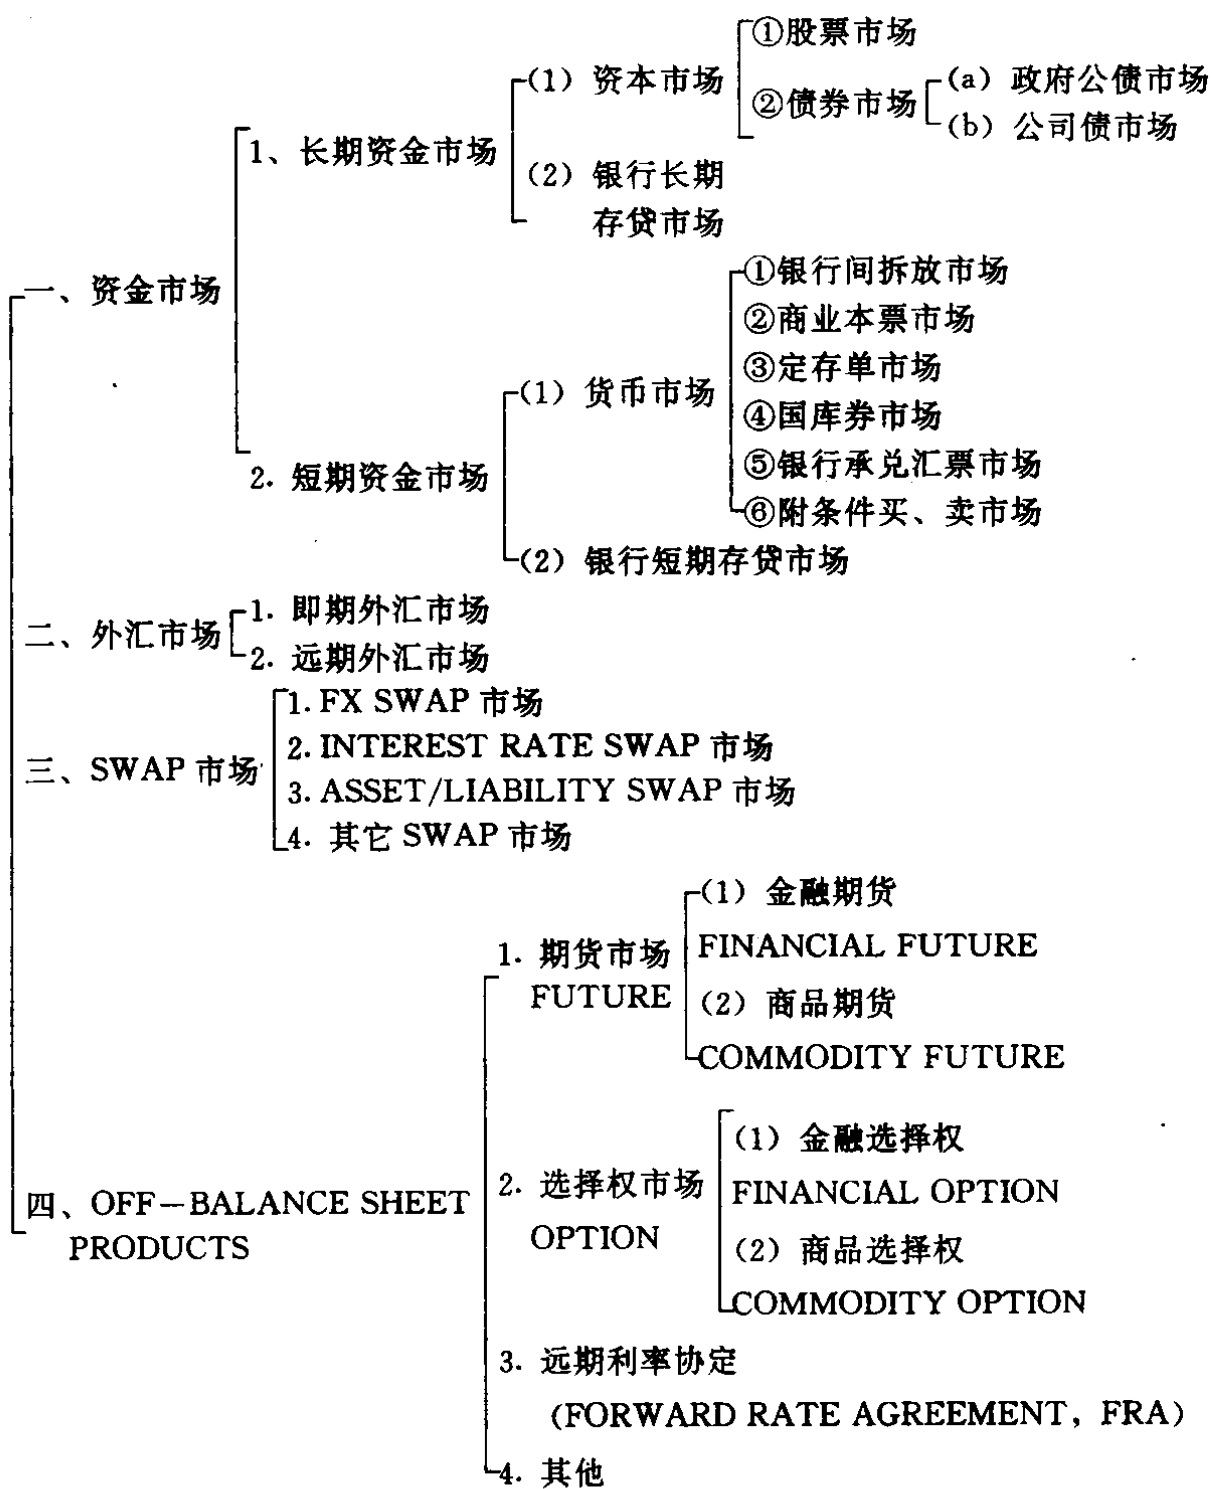 一、资金市场
1、长期资金市场
(1) 资本市场
①股票市场
②债券市场
(a) 政府公债市场
(b) 公司债市场
(2) 银行长期
存贷市场
2. 短期资金市场
(1) 货币市场
①银行间拆放市场
②商业本票市场
③定存单市场
④国库券市场
⑤银行承兑汇票市场
⑥附条件买、卖市场
(2) 银行短期存贷市场
二、外汇市场
1. 即期外汇市场
2. 远期外汇市场
三、SWAP 市场
1. FX SWAP 市场
2. INTEREST RATE SWAP 市场
3. ASSET/LIABILITY SWAP 市场
4. 其它 SWAP 市场
四、OFF—BALANCE SHEET
PRODUCTS
1. 期货市场
FUTURE
(1) 金融期货
FINANCIAL FUTURE
(2) 商品期货
COMMODITY FUTURE
2. 选择权市场
OPTION
(1) 金融选择权
FINANCIAL OPTION
(2) 商品选择权
COMMODITY OPTION
3. 远期利率协定
(FORWARD RATE AGREEMENT, FRA)
4. 其他